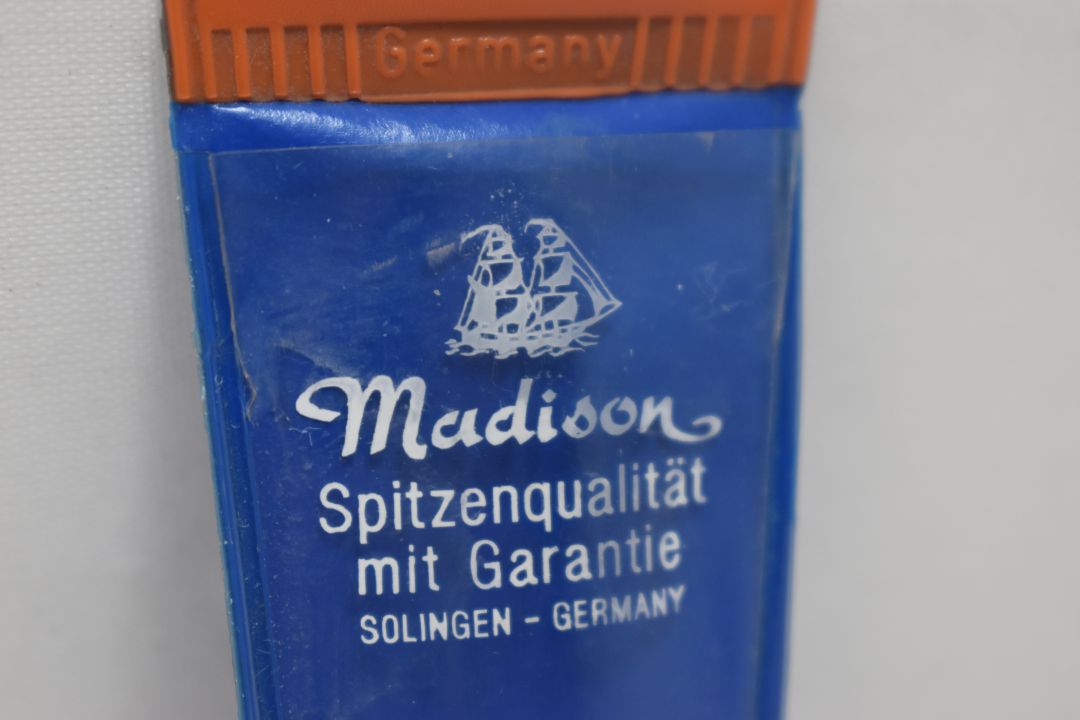 Germany
Madison
Spitzenqualität
mit Garantie
SOLINGEN - GERMANY